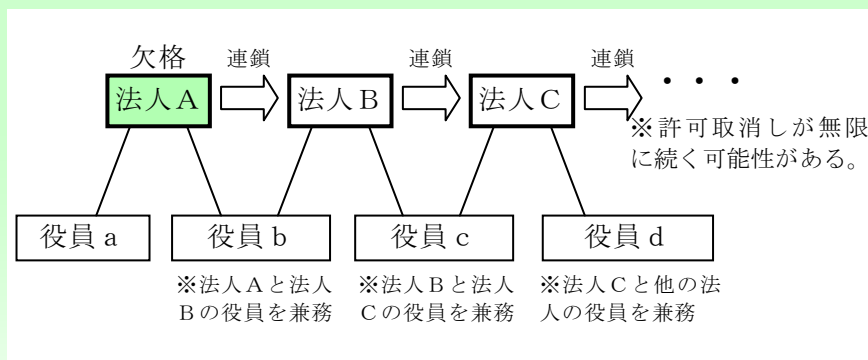 欠格
連鎖
連鎖
連鎖
法人A
法人B
法人C
・・・
※許可取消しが無限
に続く可能性がある。
役員a
役員b
役員c
役員d
※法人Aと法人
Bの役員を兼務
※法人Bと法人
Cの役員を兼務
※法人Cと他の法
人の役員を兼務